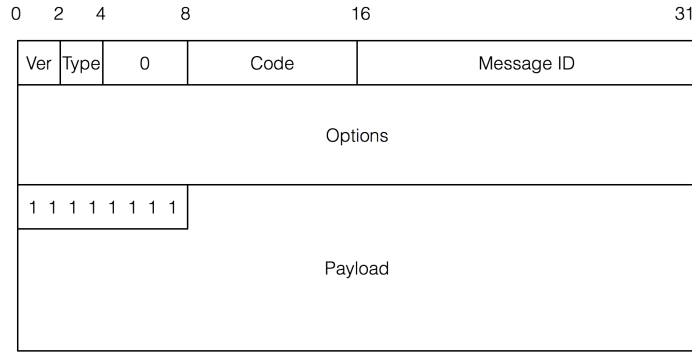 0 2 4 8 16 31
Ver Type 0 Code Message ID
Options
1 1 1 1 1 1 1 1
Payload